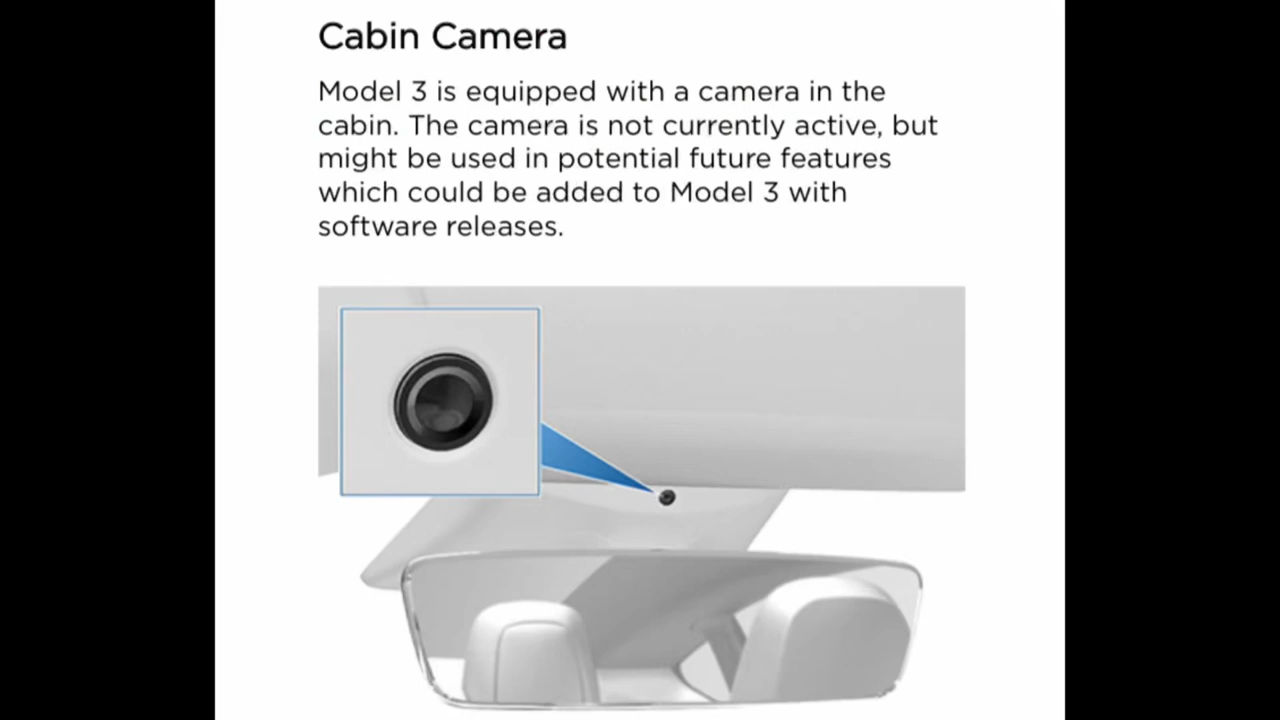 Cabin Camera
Model 3 is equipped with a camera in the
cabin. The camera is not currently active, but
might be used in potential future features
which could be added to Model 3 with
software releases.